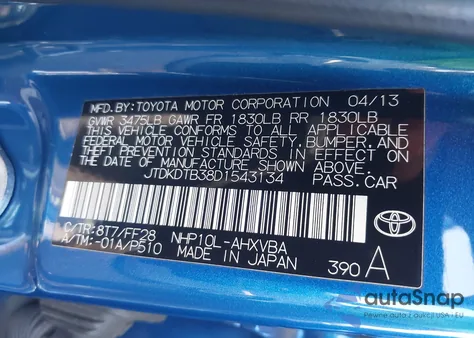 MFD. BY: TOYOTA MOTOR CORPORATION 04/13
GVWR 3475LB GAWR FR 1830LB RR 1830LB
THIS VEHICLE CONFORMS TO ALL APPLICABLE
FEDERAL MOTOR VEHICLE SAFETY, BUMPER, AND
THEFT PREVENTION STANDARDS IN EFFECT ON
THE DATE OF MANUFACTURE SHOWN ABOVE.
JTDKDTB38D1543134 PASS. CAR
C/TR: 8T7/FF28 NHP10L-AHXVBA
A/TM: -01A/P510 MADE IN JAPAN
390 A
TOYOTA
autoSnap